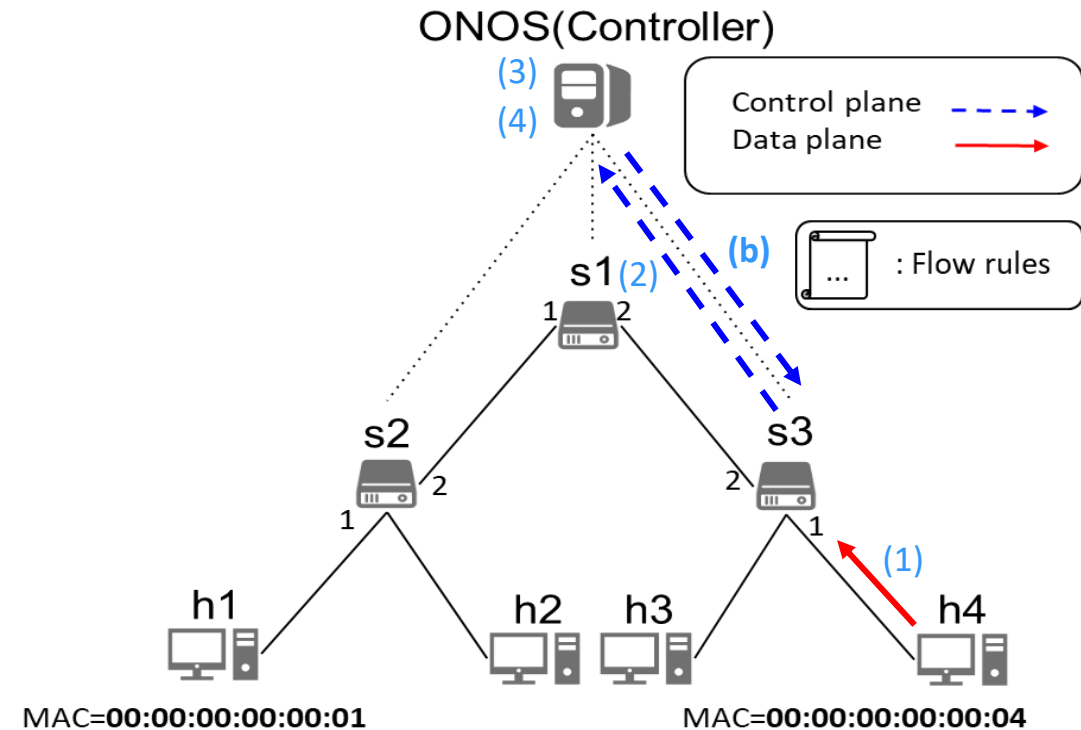 ONOS(Controller)
(3)
(4)
Control plane
Data plane
(b)
... : Flow rules
s1 (2)
1 2
s2
s3
2
2
1
1
(1)
h1
h2
h3
h4
MAC=00:00:00:00:00:01
MAC=00:00:00:00:00:04